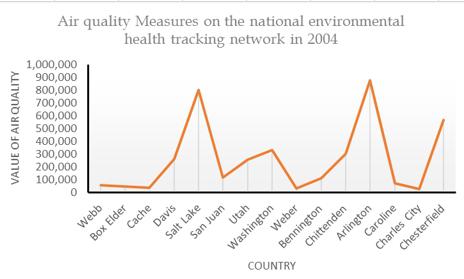 Air quality Measures on the national environmental
health tracking network in 2004
VALUE OF AIR QUALITY
1,000,000
900,000
800,000
700,000
600,000
500,000
400,000
300,000
200,000
100,000
0
Webb
Box Elder
Cache
Davis
Salt Lake
San Juan
Utah
Washington
Weber
Bennington
Chittenden
Arlington
Caroline
Charles City
Chesterfield
COUNTRY